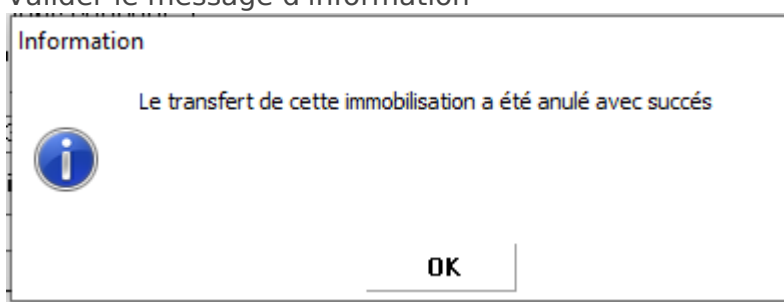 Valider le message d'information
Information
Le transfert de cette immobilisation a été anulé avec succés
OK